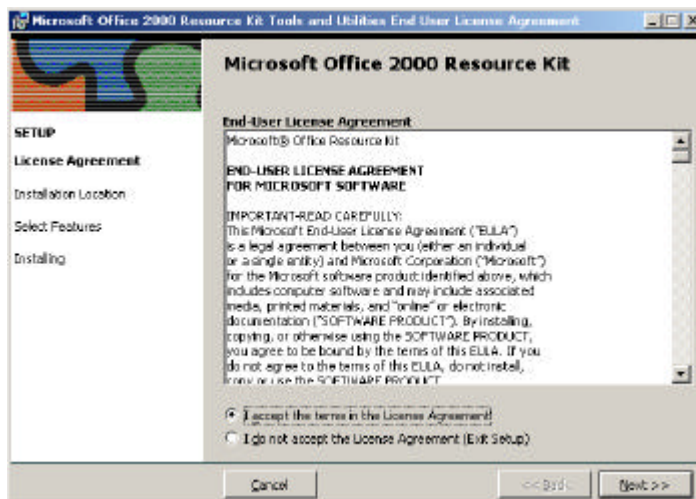 Microsoft Office 2000 Resource Kit Tools and Utilities End User License Agreement
Microsoft Office 2000 Resource Kit
SETUP
License Agreement
Installation Location
Select Features
Installing
End-User License Agreement
Microsoft® Office Resource Kit
END-USER LICENSE AGREEMENT
FOR MICROSOFT SOFTWARE
IMPORTANT-READ CAREFULLY:
This Microsoft End-User License Agreement ("EULA")
is a legal agreement between you (either an individual
or a single entity) and Microsoft Corporation ("Microsoft")
for the Microsoft software product identified above, which
includes computer software and may include associated
media, printed materials, and "online" or electronic
documentation ("SOFTWARE PRODUCT"). By installing,
copying, or otherwise using the SOFTWARE PRODUCT,
you agree to be bound by the terms of this EULA. If you
do not agree to the terms of this EULA, do not install,
copy or use the SOFTWARE PRODUCT
I accept the terms in the License Agreement
I do not accept the License Agreement (Exit Setup)
Cancel
<< Back
Next >>